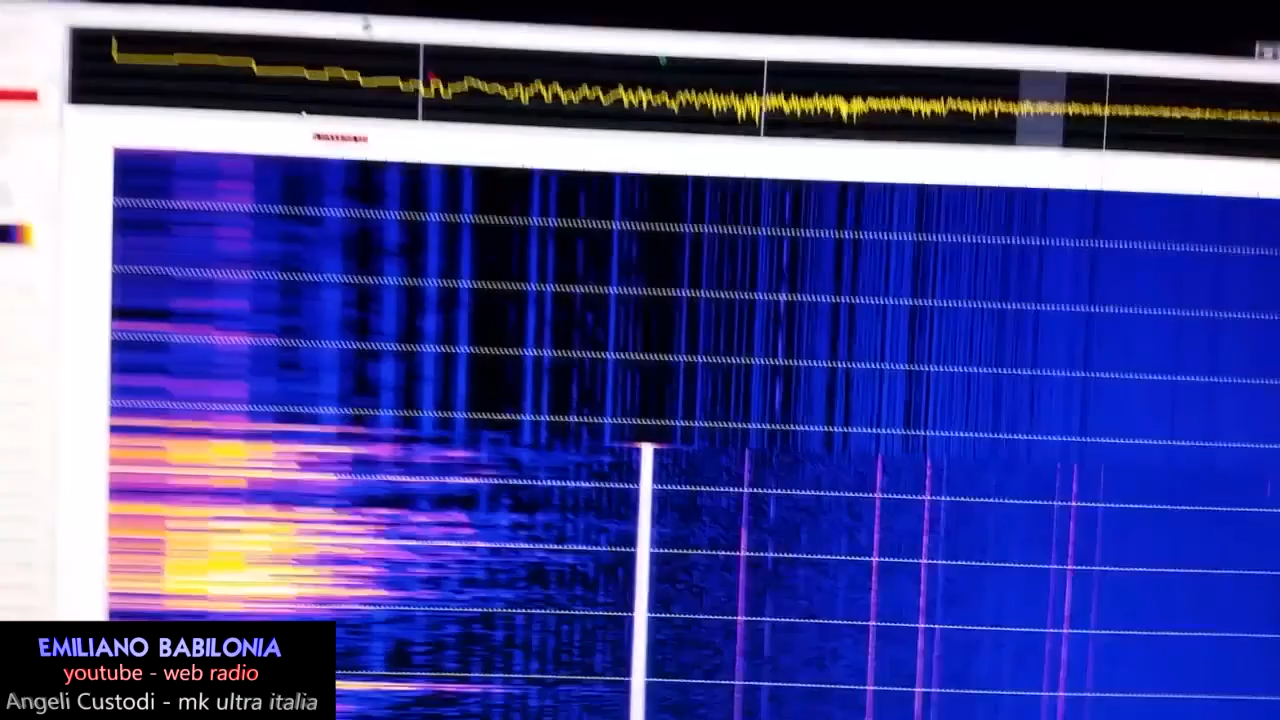 EMILIANO BABILONIA
youtube - web radio
Angeli Custodi - mk ultra italia